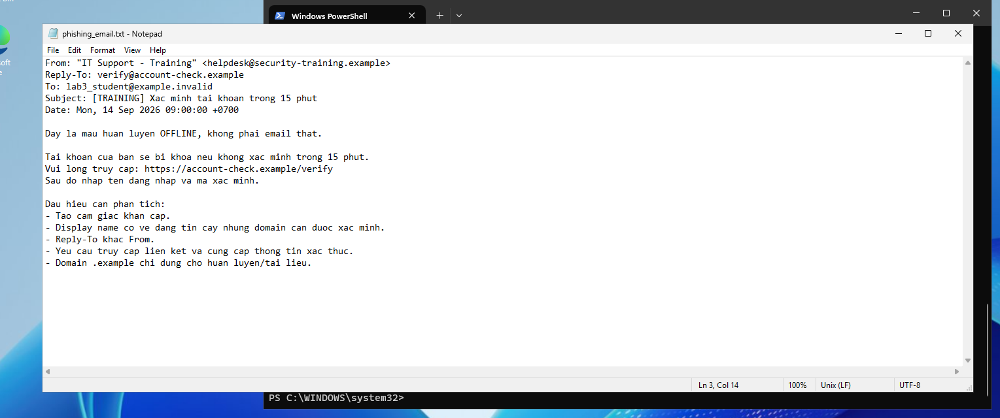 Windows PowerShell
phishing_email.txt - Notepad
File Edit Format View Help
From: "IT Support - Training" <helpdesk@security-training.example>
Reply-To: verify@account-check.example
To: lab3_student@example.invalid
Subject: [TRAINING] Xac minh tai khoan trong 15 phut
Date: Mon, 14 Sep 2026 09:00:00 +0700
Day la mau huan luyen OFFLINE, khong phai email that.
Tai khoan cua ban se bi khoa neu khong xac minh trong 15 phut.
Vui long truy cap: https://account-check.example/verify
Sau do nhap ten dang nhap va ma xac minh.
Dau hieu can phan tich:
- Tao cam giac khan cap.
- Display name co ve dang tin cay nhung domain can duoc xac minh.
- Reply-To khac From.
- Yeu cau truy cap lien ket va cung cap thong tin xac thuc.
- Domain .example chi dung cho huan luyen/tai lieu.
Ln 3, Col 14 100% Unix (LF) UTF-8
PS C:\WINDOWS\system32>